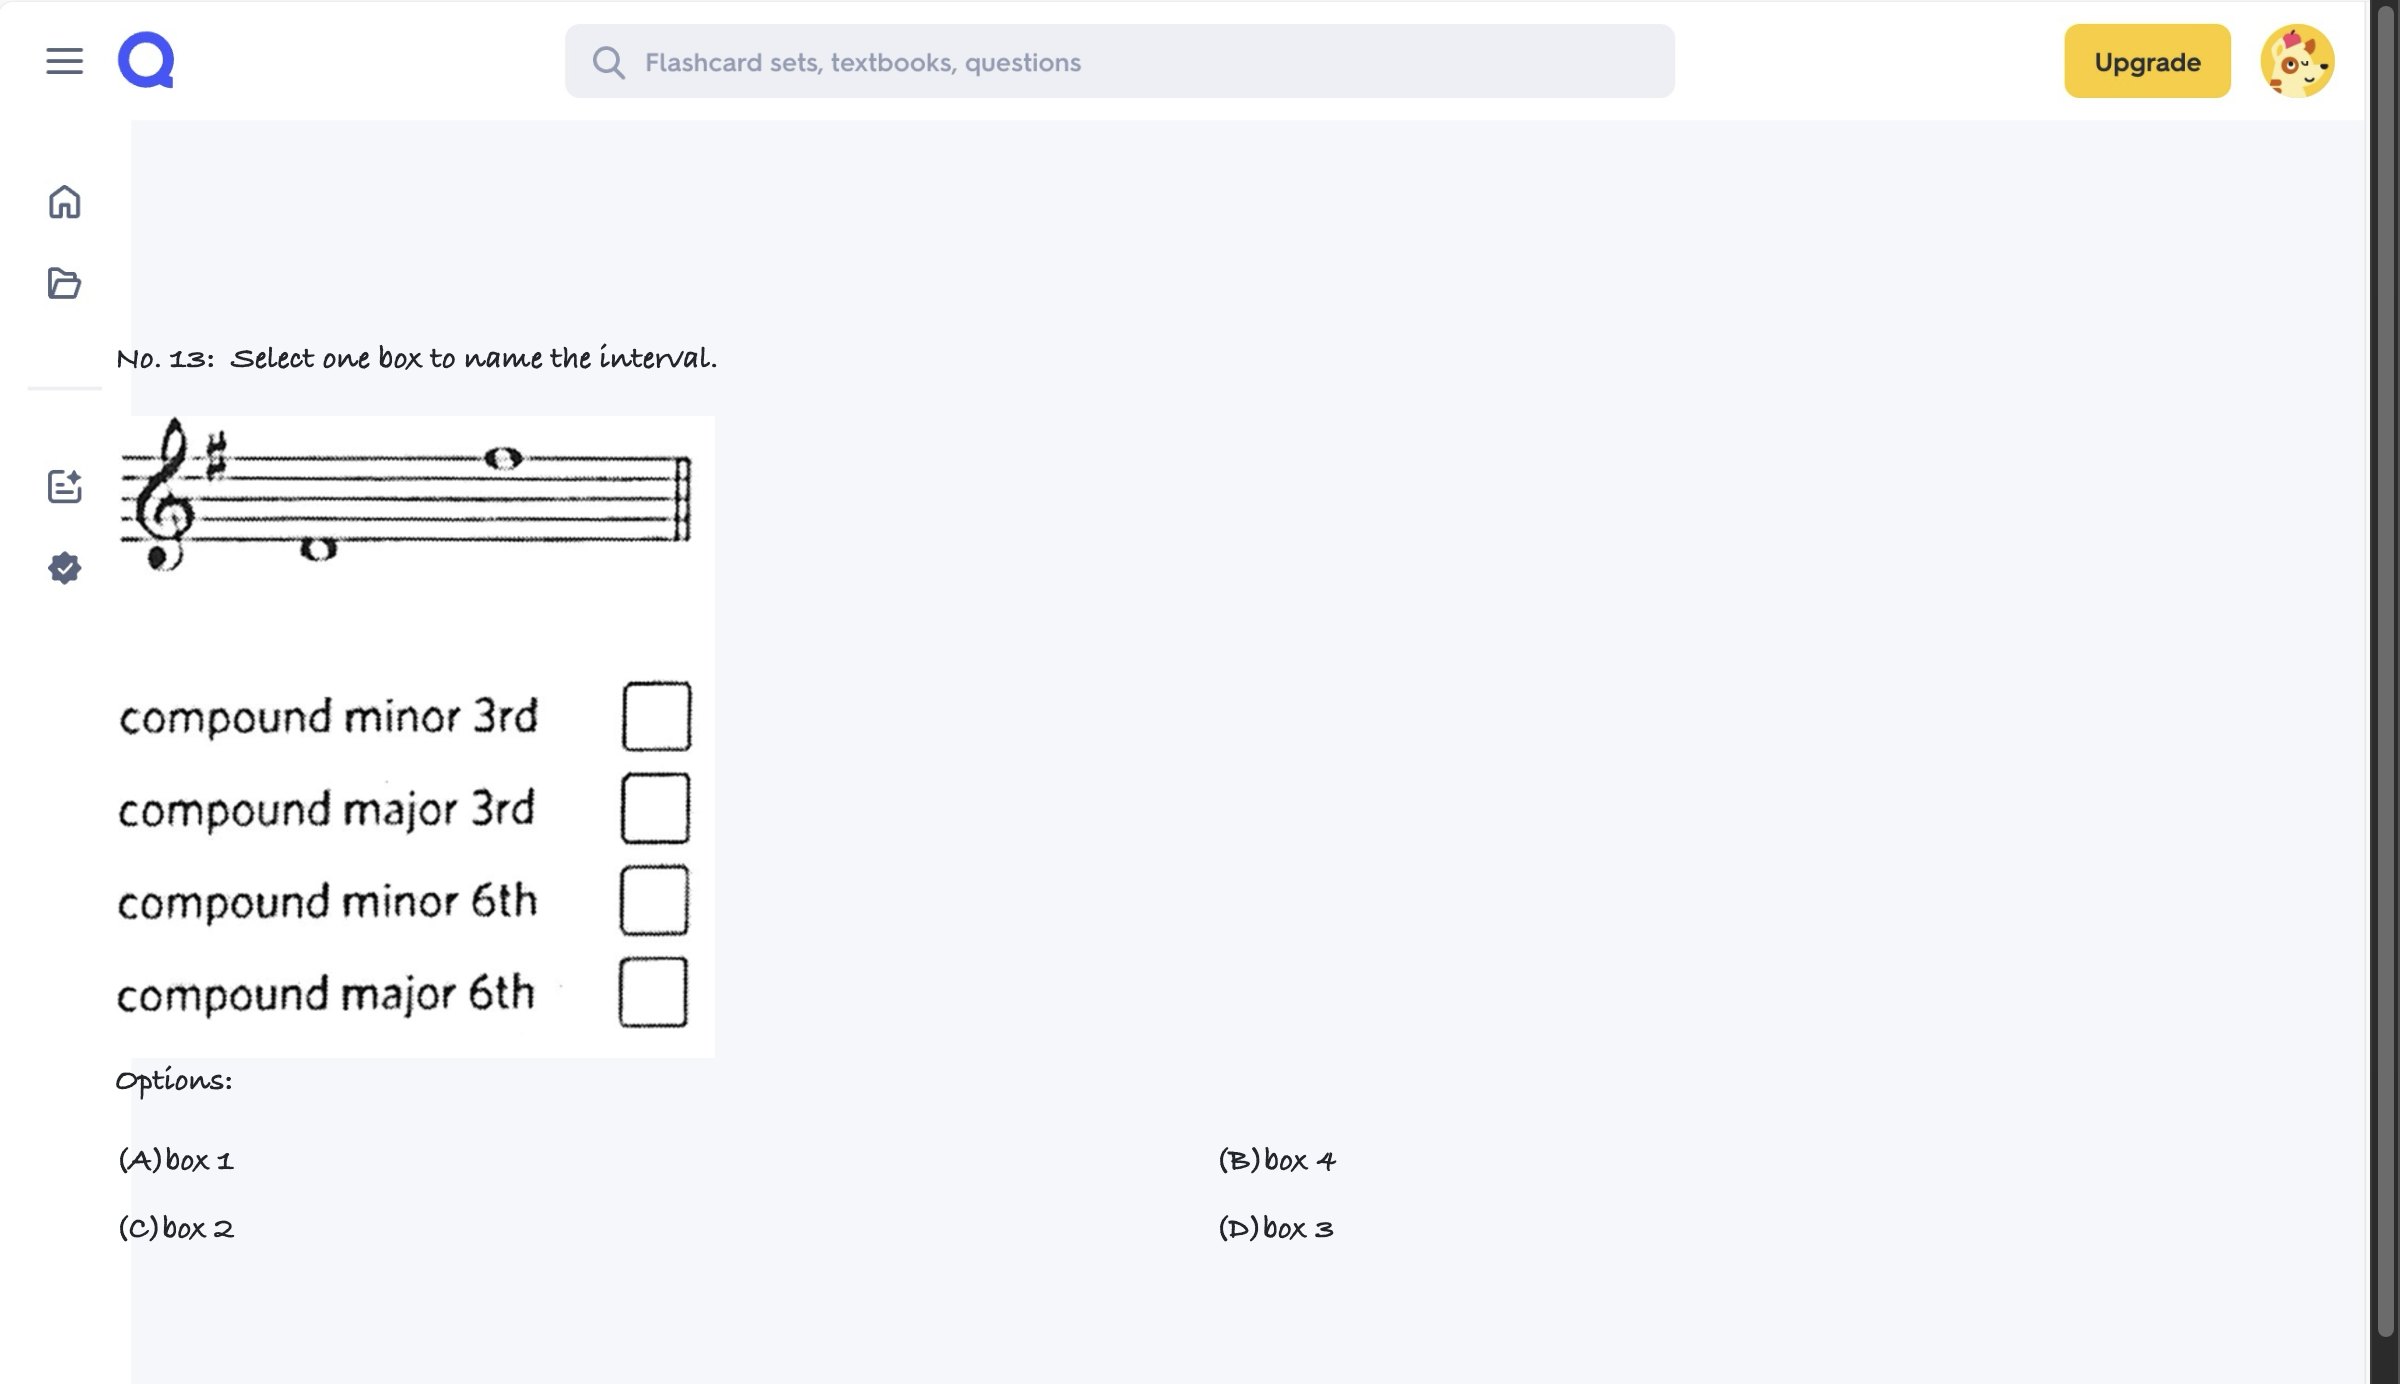 Flashcard sets, textbooks, questions
Upgrade
No. 13: Select one box to name the interval.
compound minor 3rd
compound major 3rd
compound minor 6th
compound major 6th
Options:
(A) box 1
(B) box 4
(C) box 2
(D) box 3